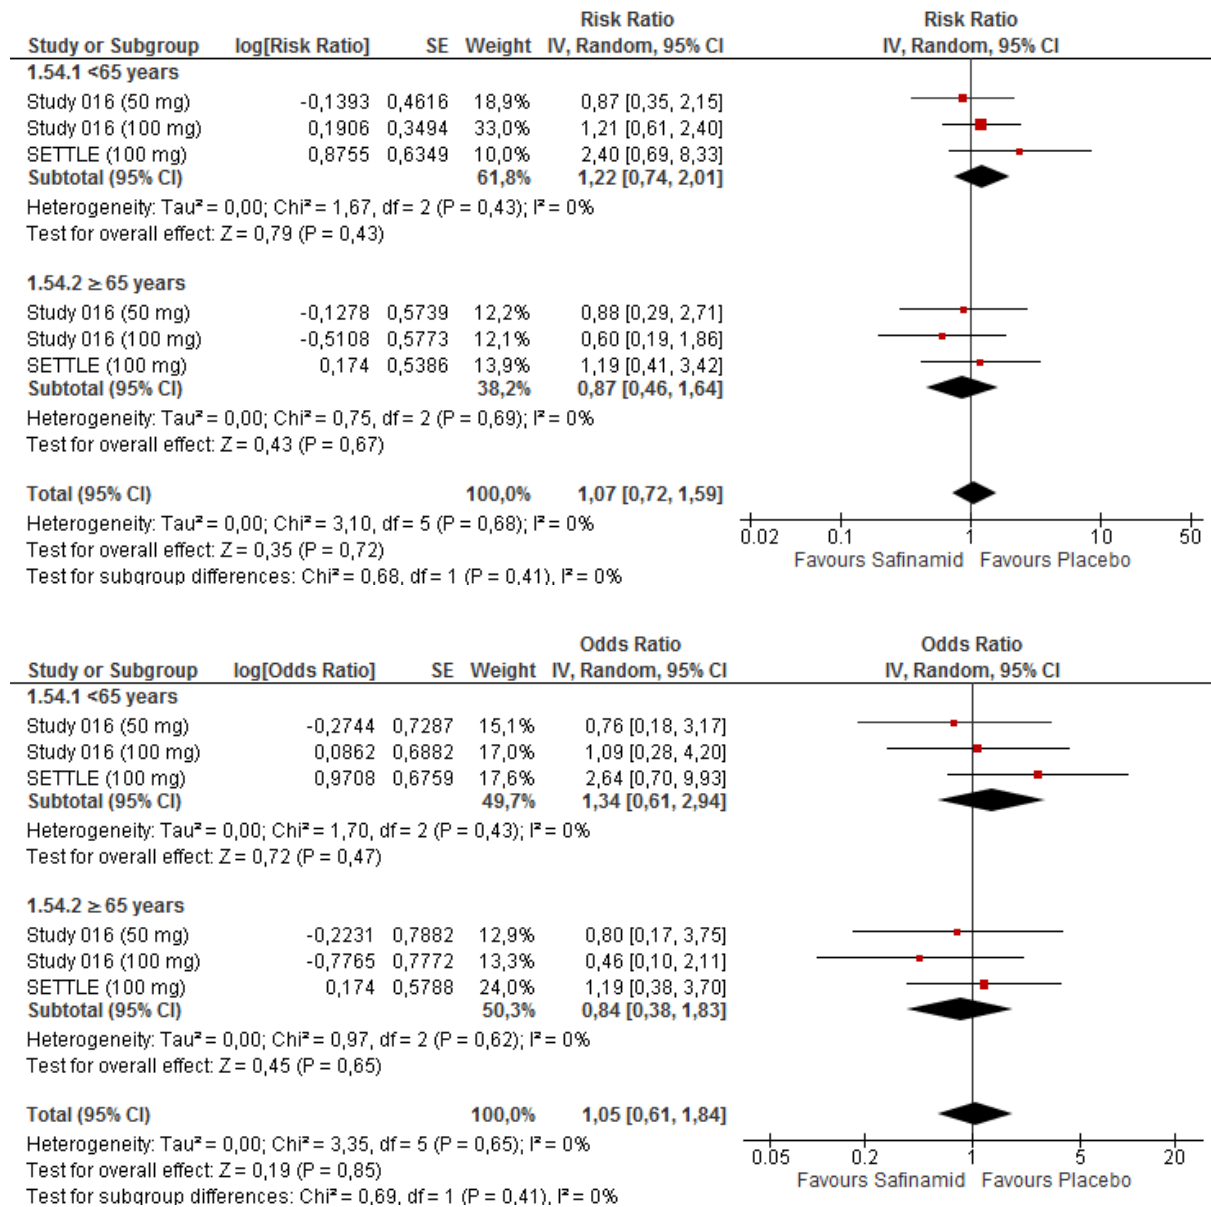 Risk Ratio Risk Ratio
Study or Subgroup log[Risk Ratio] SE Weight IV, Random, 95% CI IV, Random, 95% CI
1.54.1 <65 years
Study 016 (50 mg) -0,1393 0,4616 18,9% 0,87 [0,35, 2,15]
Study 016 (100 mg) 0,1906 0,3494 33,0% 1,21 [0,61, 2,40]
SETTLE (100 mg) 0,8755 0,6349 10,0% 2,40 [0,69, 8,33]
Subtotal (95% CI) 61,8% 1,22 [0,74, 2,01]
Heterogeneity: Tau² = 0,00; Chi² = 1,67, df = 2 (P = 0,43); I² = 0%
Test for overall effect: Z = 0,79 (P = 0,43)
1.54.2 ≥ 65 years
Study 016 (50 mg) -0,1278 0,5739 12,2% 0,88 [0,29, 2,71]
Study 016 (100 mg) -0,5108 0,5773 12,1% 0,60 [0,19, 1,86]
SETTLE (100 mg) 0,174 0,5386 13,9% 1,19 [0,41, 3,42]
Subtotal (95% CI) 38,2% 0,87 [0,46, 1,64]
Heterogeneity: Tau² = 0,00; Chi² = 0,75, df = 2 (P = 0,69); I² = 0%
Test for overall effect: Z = 0,43 (P = 0,67)
Total (95% CI) 100,0% 1,07 [0,72, 1,59]
Heterogeneity: Tau² = 0,00; Chi² = 3,10, df = 5 (P = 0,68); I² = 0%
Test for overall effect: Z = 0,35 (P = 0,72)
Test for subgroup differences: Chi² = 0,68, df = 1 (P = 0,41), I² = 0%
0.02 0.1 1 10 50
Favours Safinamid Favours Placebo
Odds Ratio Odds Ratio
Study or Subgroup log[Odds Ratio] SE Weight IV, Random, 95% CI IV, Random, 95% CI
1.54.1 <65 years
Study 016 (50 mg) -0,2744 0,7287 15,1% 0,76 [0,18, 3,17]
Study 016 (100 mg) 0,0862 0,6882 17,0% 1,09 [0,28, 4,20]
SETTLE (100 mg) 0,9708 0,6759 17,6% 2,64 [0,70, 9,93]
Subtotal (95% CI) 49,7% 1,34 [0,61, 2,94]
Heterogeneity: Tau² = 0,00; Chi² = 1,70, df = 2 (P = 0,43); I² = 0%
Test for overall effect: Z = 0,72 (P = 0,47)
1.54.2 ≥ 65 years
Study 016 (50 mg) -0,2231 0,7882 12,9% 0,80 [0,17, 3,75]
Study 016 (100 mg) -0,7765 0,7772 13,3% 0,46 [0,10, 2,11]
SETTLE (100 mg) 0,174 0,5788 24,0% 1,19 [0,38, 3,70]
Subtotal (95% CI) 50,3% 0,84 [0,38, 1,83]
Heterogeneity: Tau² = 0,00; Chi² = 0,97, df = 2 (P = 0,62); I² = 0%
Test for overall effect: Z = 0,45 (P = 0,65)
Total (95% CI) 100,0% 1,05 [0,61, 1,84]
Heterogeneity: Tau² = 0,00; Chi² = 3,35, df = 5 (P = 0,65); I² = 0%
Test for overall effect: Z = 0,19 (P = 0,85)
Test for subgroup differences: Chi² = 0,69, df = 1 (P = 0,41), I² = 0%
0.05 0.2 1 5 20
Favours Safinamid Favours Placebo